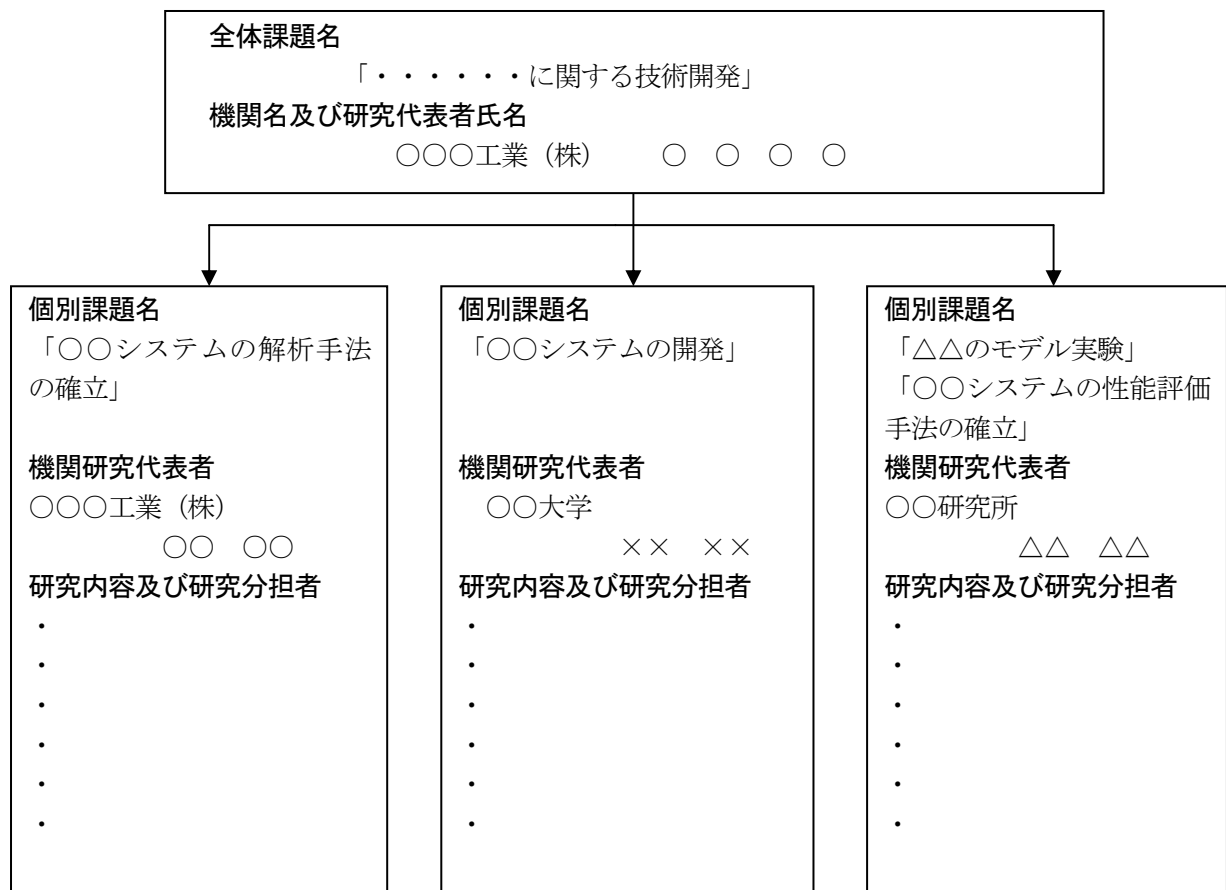 全体課題名
「・・・・・・に関する技術開発」
機関名及び研究代表者氏名
○○○工業（株）　　○　○　○　○
個別課題名
「○○システムの解析手法
の確立」
機関研究代表者
○○○工業（株）
○○　○○
研究内容及び研究分担者
・
・
・
・
・
・
個別課題名
「○○システムの開発」
機関研究代表者
○○大学
××　××
研究内容及び研究分担者
・
・
・
・
・
・
個別課題名
「△△のモデル実験」
「○○システムの性能評価
手法の確立」
機関研究代表者
○○研究所
△△　△△
研究内容及び研究分担者
・
・
・
・
・
・